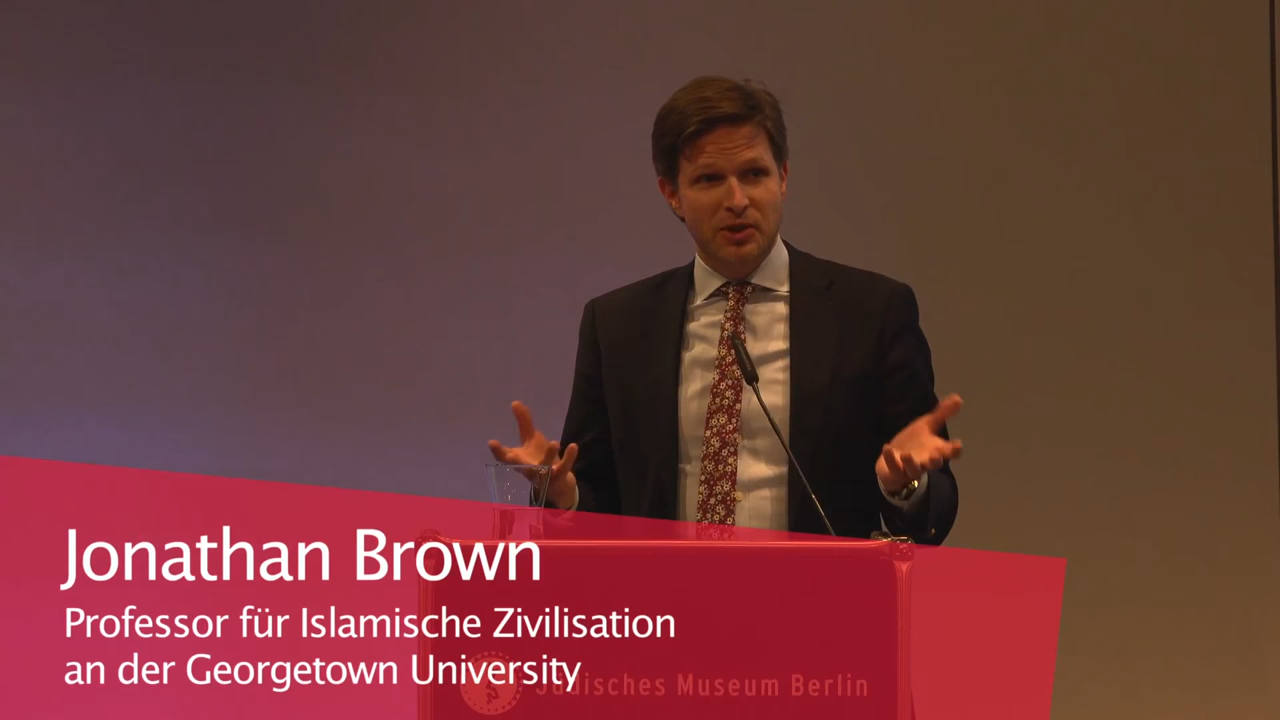 Jonathan Brown
Professor für Islamische Zivilisation
an der Georgetown University
Jüdisches Museum Berlin